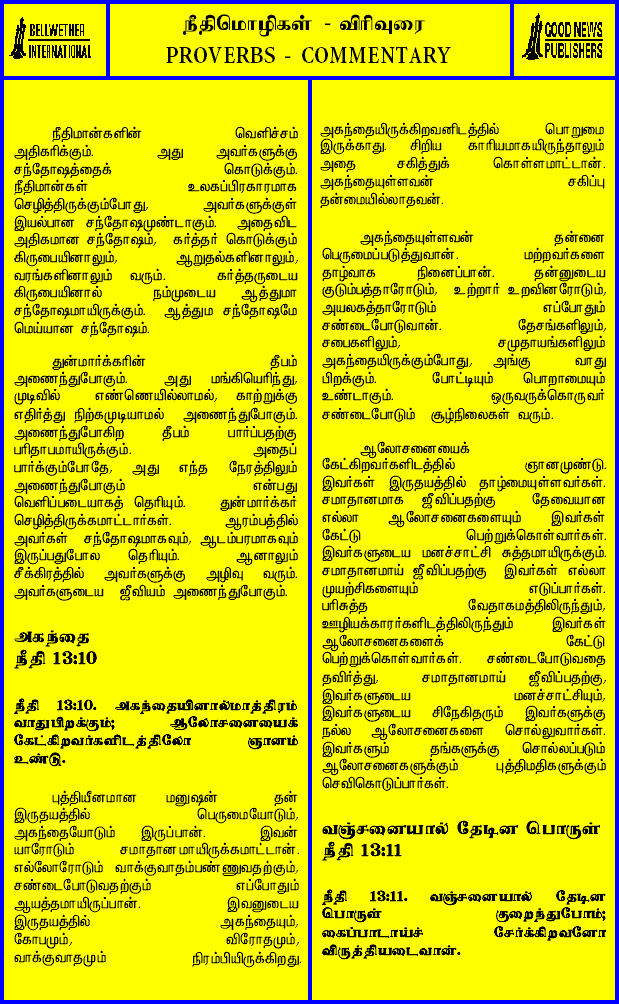 BELLWETHER
INTERNATIONAL
நீதிமொழிகள் - விரிவுரை
PROVERBS - COMMENTARY
GOOD NEWS
PUBLISHERS
நீதிமான்களின் வெளிச்சம்
அதிகரிக்கும். அது அவர்களுக்கு
சந்தோஷத்தைக் கொடுக்கும்.
நீதிமான்கள் உலகப்பிரகாரமாக
செழித்திருக்கும்போது, அவர்களுக்குள்
இயல்பான சந்தோஷமுண்டாகும். அதைவிட
அதிகமான சந்தோஷம், கர்த்தர் கொடுக்கும்
கிருபையினாலும், ஆறுதல்களினாலும்,
வரங்களினாலும் வரும். கர்த்தருடைய
கிருபையினால் நம்முடைய ஆத்துமா
சந்தோஷமாயிருக்கும். ஆத்தும சந்தோஷமே
மெய்யான சந்தோஷம்.
துன்மார்க்கரின் தீபம்
அணைந்துபோகும். அது மங்கியெரிந்து,
முடிவில் எண்ணெயில்லாமல், காற்றுக்கு
எதிர்த்து நிற்கமுடியாமல் அணைந்துபோகும்.
அணைந்துபோகிற தீபம் பார்ப்பதற்கு
பரிதாபமாயிருக்கும். அதைப்
பார்க்கும்போதே, அது எந்த நேரத்திலும்
அணைந்துபோகும் என்பது
வெளிப்படையாகத் தெரியும். துன்மார்க்கர்
செழித்திருக்கமாட்டார்கள். ஆரம்பத்தில்
அவர்கள் சந்தோஷமாகவும், ஆடம்பரமாகவும்
இருப்பதுபோல தெரியும். ஆனாலும்
சீக்கிரத்தில் அவர்களுக்கு அழிவு வரும்.
அவர்களுடைய ஜீவியம் அணைந்துபோகும்.
அகந்தை
நீதி 13:10
நீதி 13:10. அகந்தையினால்மாத்திரம்
வாதுபிறக்கும்; ஆலோசனையைக்
கேட்கிறவர்களிடத்திலோ ஞானம்
உண்டு.
புத்தியீனமான மனுஷன் தன்
இருதயத்தில் பெருமையோடும்,
அகந்தையோடும் இருப்பான். இவன்
யாரோடும் சமாதானமாயிருக்கமாட்டான்.
எல்லோரோடும் வாக்குவாதம்பண்ணுவதற்கும்,
சண்டைபோடுவதற்கும் எப்போதும்
ஆயத்தமாயிருப்பான். இவனுடைய
இருதயத்தில் அகந்தையும்,
கோபமும், விரோதமும்,
வாக்குவாதமும் நிரம்பியிருக்கிறது.
அகந்தையிருக்கிறவனிடத்தில் பொறுமை
இருக்காது. சிறிய காரியமாகயிருந்தாலும்
அதை சகித்துக் கொள்ளமாட்டான்.
அகந்தையுள்ளவன் சகிப்பு
தன்மையில்லாதவன்.
அகந்தையுள்ளவன் தன்னை
பெருமைப்படுத்துவான். மற்றவர்களை
தாழ்வாக நினைப்பான். தன்னுடைய
குடும்பத்தாரோடும், உற்றார் உறவினரோடும்,
அயலகத்தாரோடும் எப்போதும்
சண்டைபோடுவான். தேசங்களிலும்,
சபைகளிலும், சமுதாயங்களிலும்
அகந்தையிருக்கும்போது, அங்கு வாது
பிறக்கும். போட்டியும் பொறாமையும்
உண்டாகும். ஒருவருக்கொருவர்
சண்டைபோடும் சூழ்நிலைகள் வரும்.
ஆலோசனையைக்
கேட்கிறவர்களிடத்தில் ஞானமுண்டு.
இவர்கள் இருதயத்தில் தாழ்மையுள்ளவர்கள்.
சமாதானமாக ஜீவிப்பதற்கு தேவையான
எல்லா ஆலோசனைகளையும் இவர்கள்
கேட்டு பெற்றுக்கொள்வார்கள்.
இவர்களுடைய மனச்சாட்சி சுத்தமாயிருக்கும்.
சமாதானமாய் ஜீவிப்பதற்கு இவர்கள் எல்லா
முயற்சிகளையும் எடுப்பார்கள்.
பரிசுத்த வேதாகமத்திலிருந்தும்,
ஊழியக்காரர்களிடத்திலிருந்தும் இவர்கள்
ஆலோசனைகளைக் கேட்டு
பெற்றுக்கொள்வார்கள். சண்டைபோடுவதை
தவிர்த்து, சமாதானமாய் ஜீவிப்பதற்கு,
இவர்களுடைய மனச்சாட்சியும்,
இவர்களுடைய சிநேகிதரும் இவர்களுக்கு
நல்ல ஆலோசனைகளை சொல்லுவார்கள்.
இவர்களும் தங்களுக்கு சொல்லப்படும்
ஆலோசனைகளுக்கும் புத்திமதிகளுக்கும்
செவிகொடுப்பார்கள்.
வஞ்சனையால் தேடின பொருள்
நீதி 13:11
நீதி 13:11. வஞ்சனையால் தேடின
பொருள் குறைந்துபோம்;
கைப்பாடாய்ச் சேர்க்கிறவனோ
விருத்தியடைவான்.